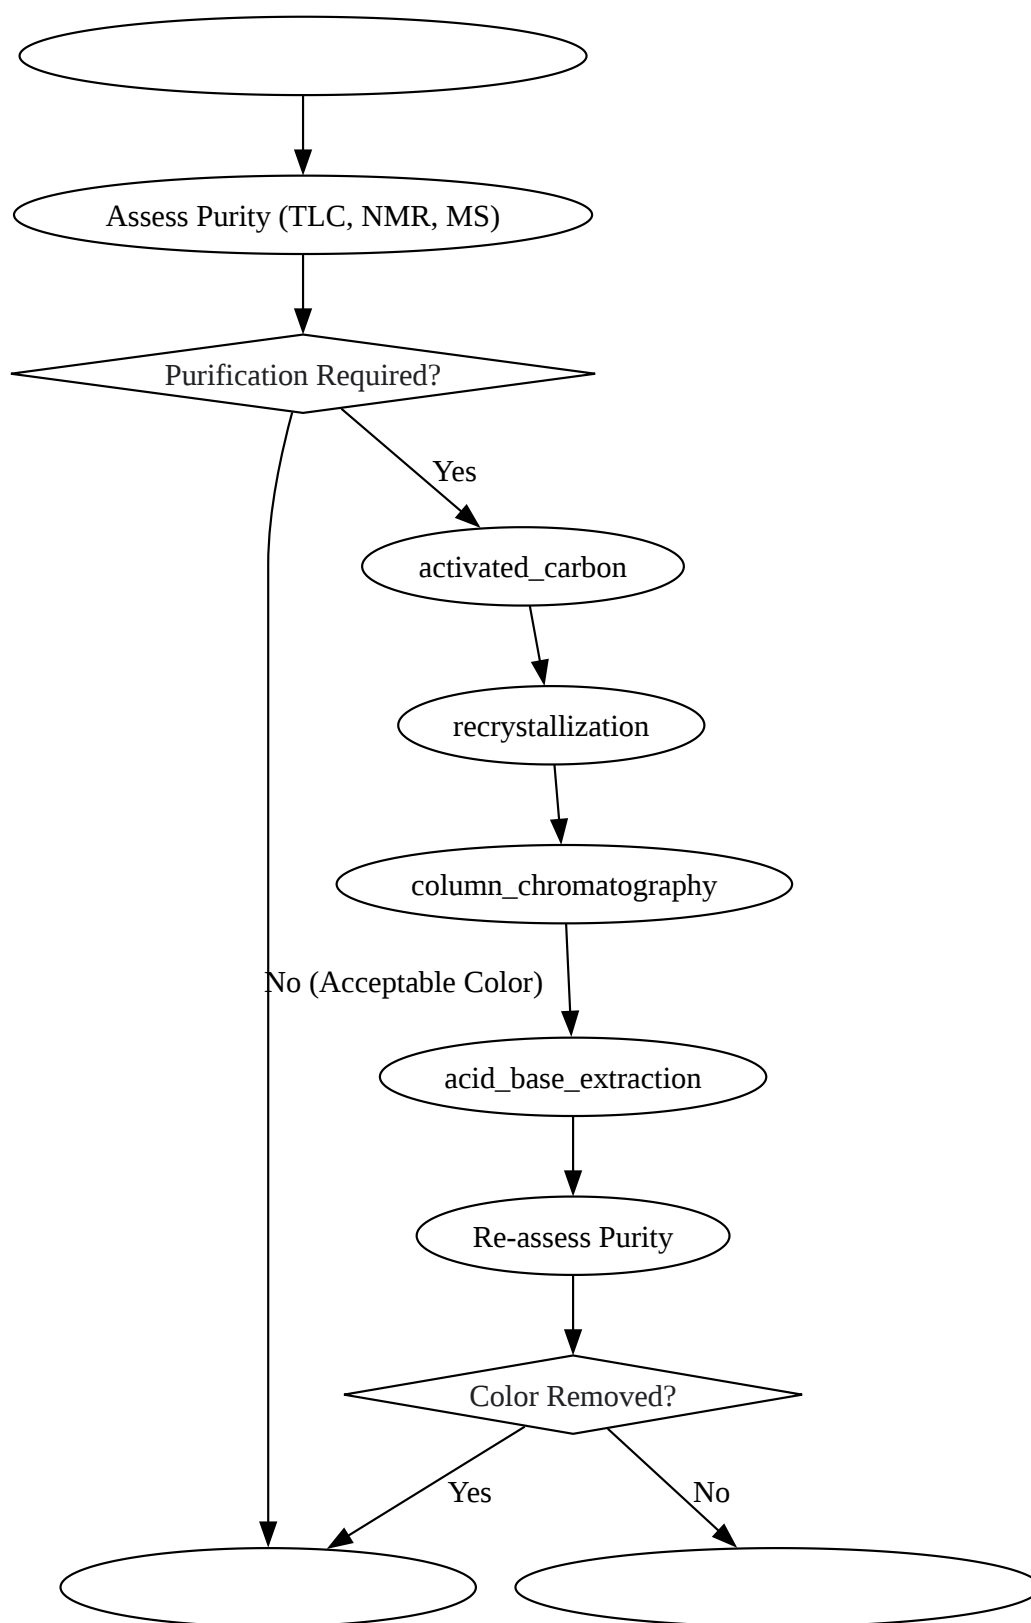 Assess Purity (TLC, NMR, MS)
Purification Required?
Yes
activated_carbon
recrystallization
column_chromatography
No (Acceptable Color)
acid_base_extraction
Re-assess Purity
Color Removed?
Yes
No